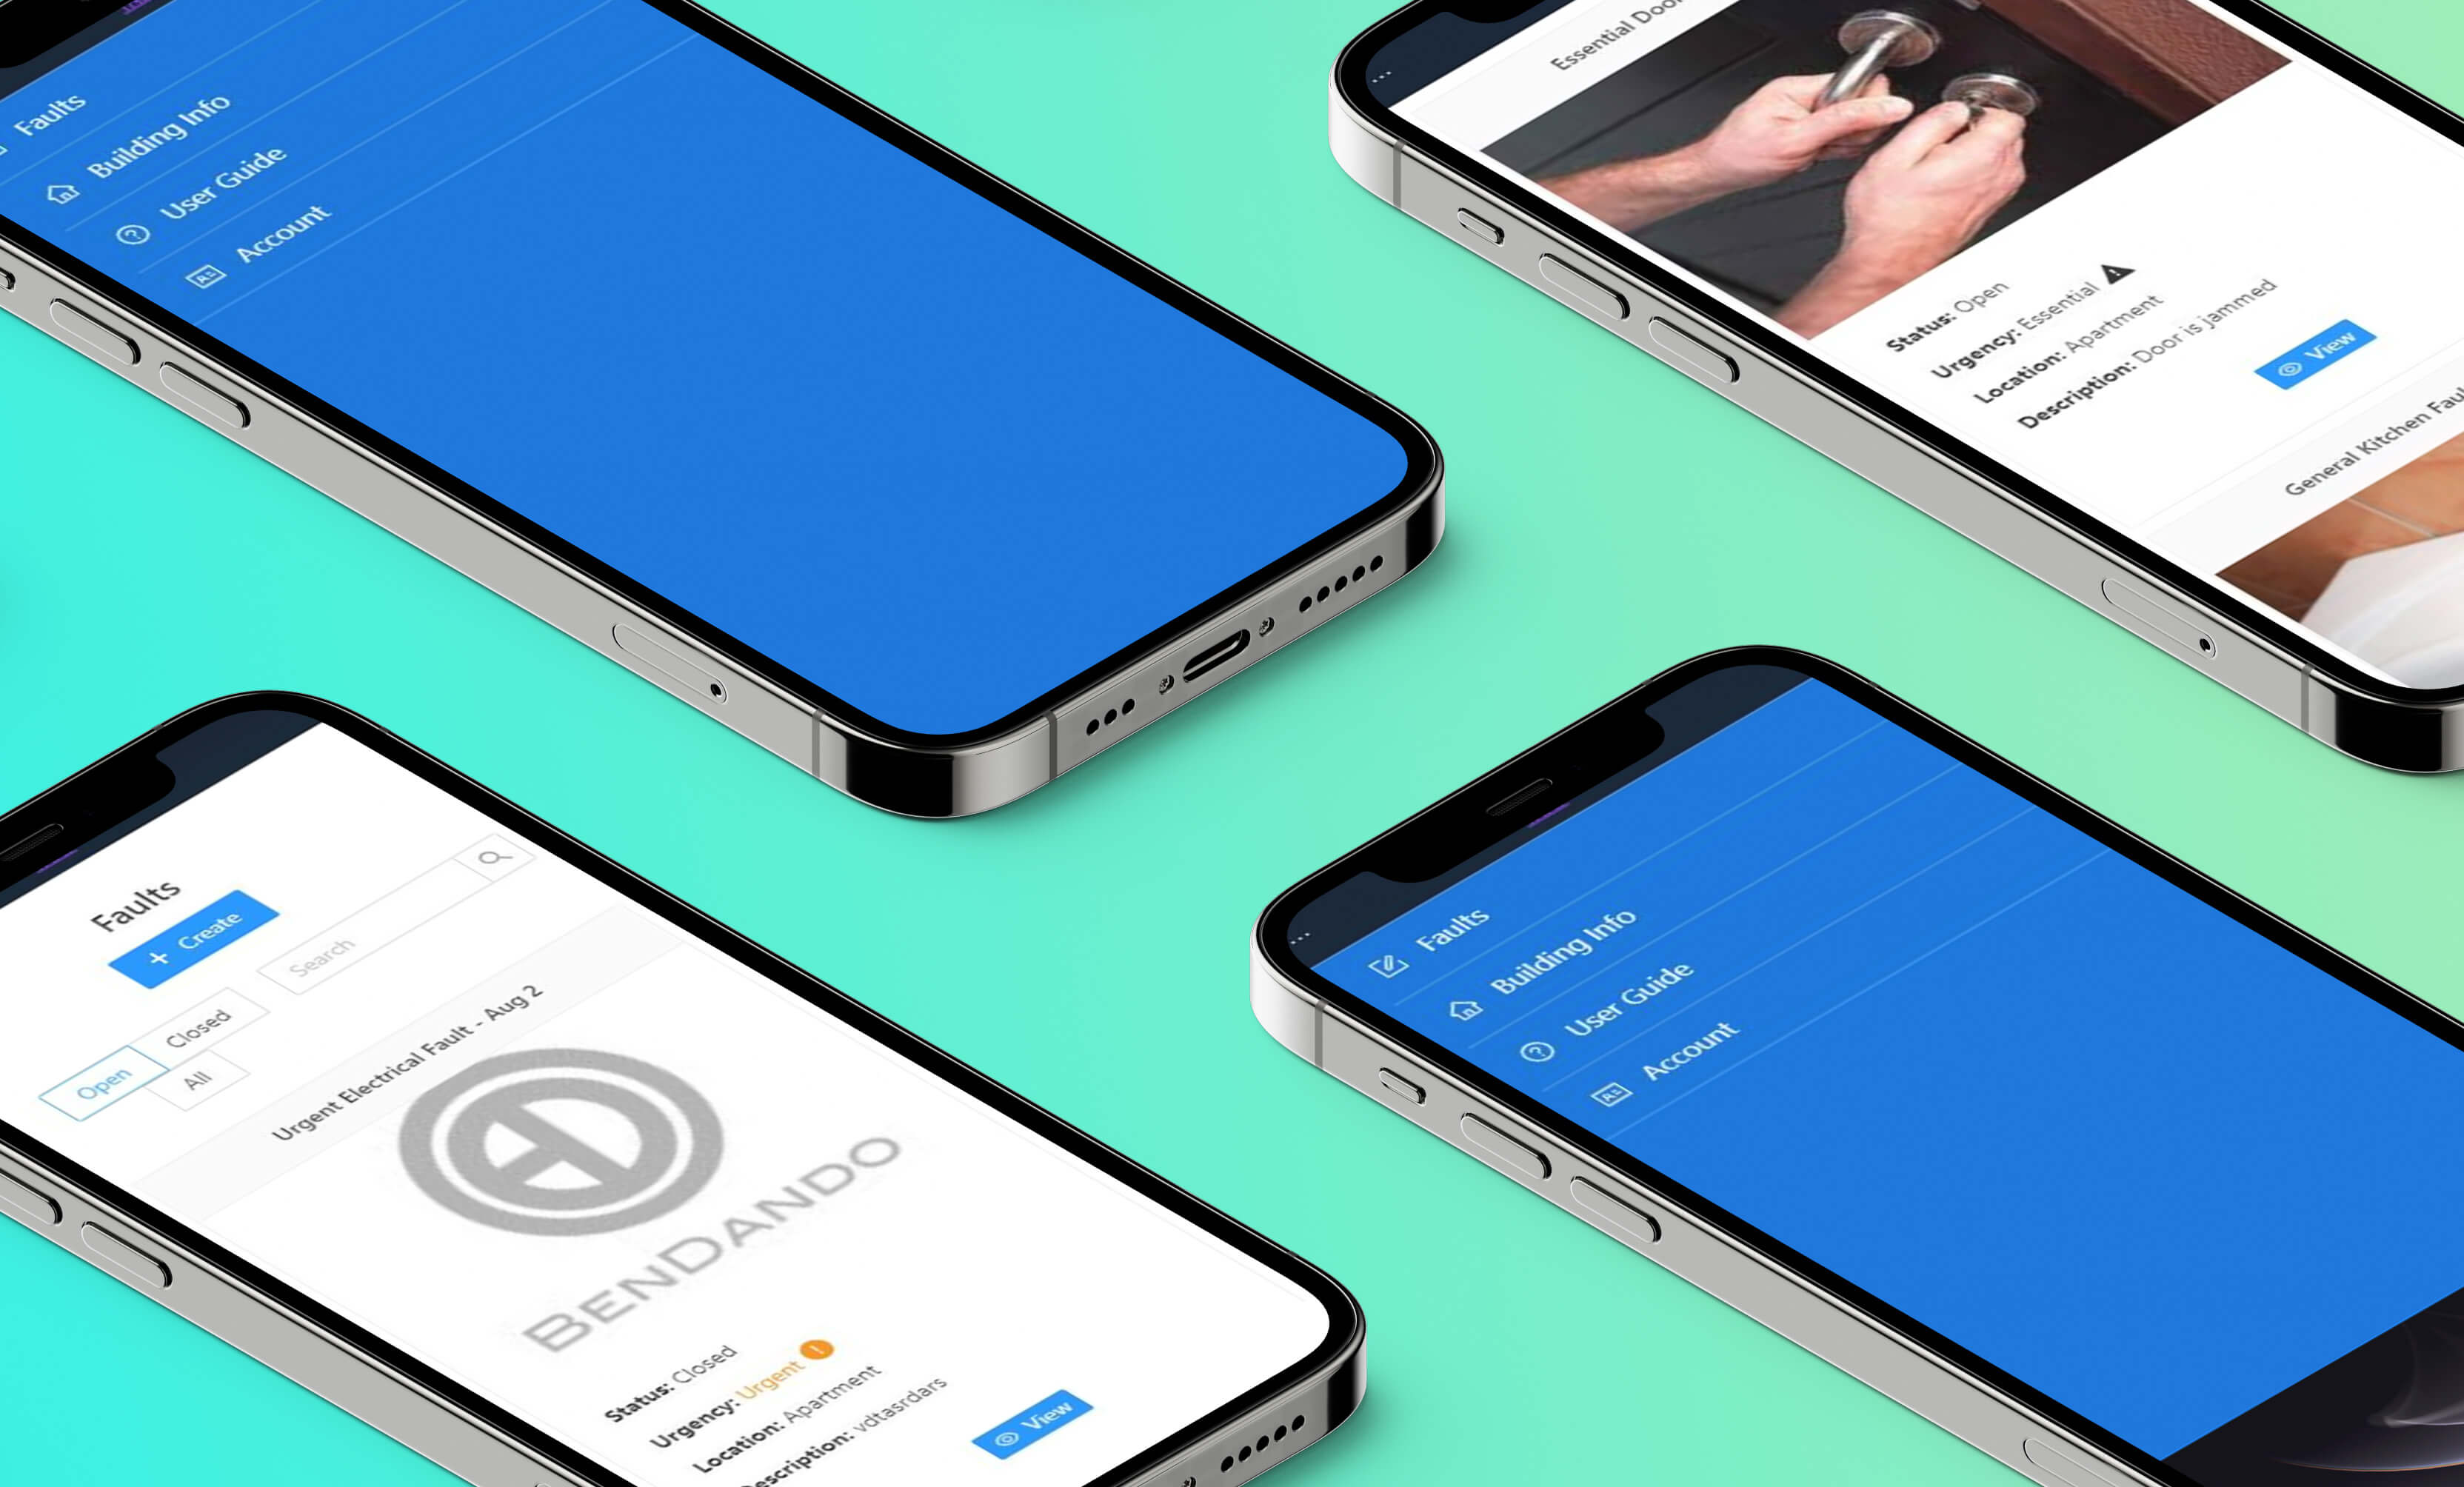 Faults
Building Info
User Guide
Account
Essential Door
Status: Open
Urgency: Essential
Location: Apartment
Description: Door is jammed
View
General Kitchen
Faults
+ Create
Search
Open
Closed
All
Urgent Electrical Fault - Aug 2
BENDANDO
Status: Closed
Urgency: Urgent !
Location: Apartment
Description: vdtasrdars
View
...
Faults
Building Info
User Guide
Account